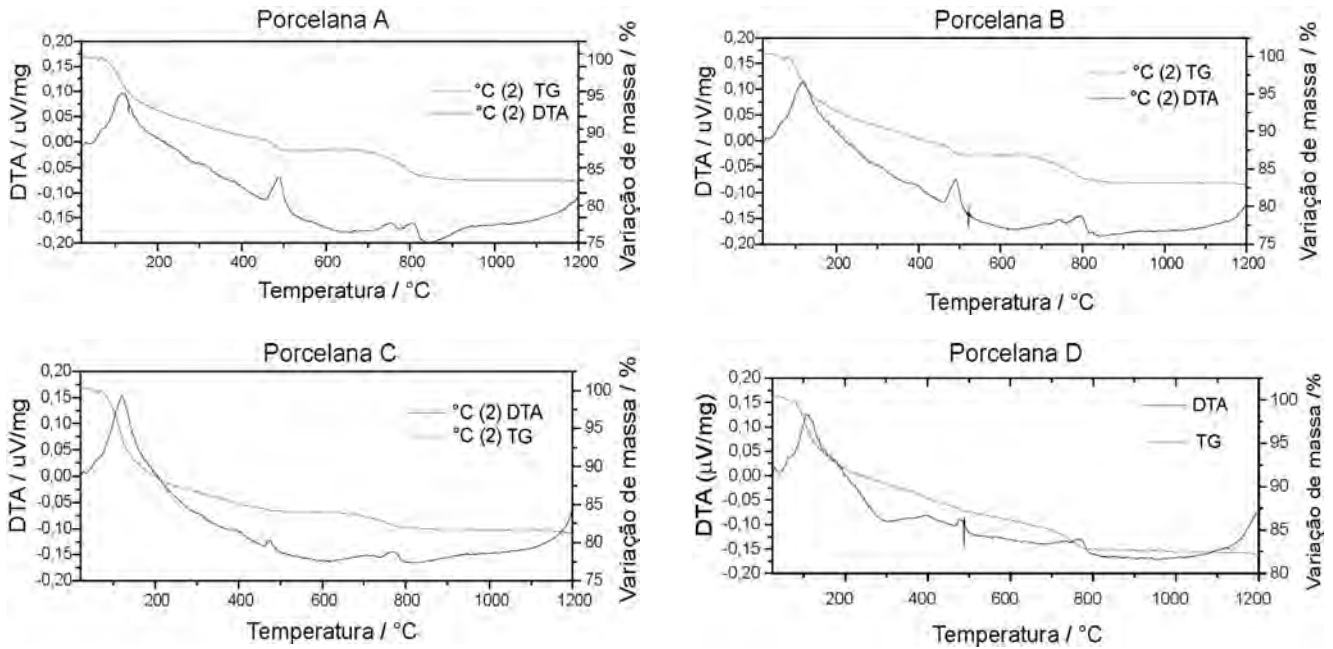 Porcelana A
0,20
0,15
0,10
0,05
0,00
-0,05
-0,10
-0,15
-0,20
DTA / uV/mg
°C (2) TG
°C (2) DTA
100
95
90
85
80
75
Variação de massa / %
200 400 600 800 1000 1200
Temperatura / °C
Porcelana B
0,20
0,15
0,10
0,05
0,00
-0,05
-0,10
-0,15
-0,20
DTA / uV/mg
°C (2) TG
°C (2) DTA
100
95
90
85
80
75
Variação de massa / %
200 400 600 800 1000 1200
Temperatura / °C
Porcelana C
0,20
0,15
0,10
0,05
0,00
-0,05
-0,10
-0,15
-0,20
DTA / uV/mg
°C (2) DTA
°C (2) TG
100
95
90
85
80
75
Variação de massa /%
200 400 600 800 1000 1200
Temperatura / °C
Porcelana D
0,20
0,15
0,10
0,05
0,00
-0,05
-0,10
-0,15
-0,20
DTA (µV/mg)
DTA
TG
100
95
90
85
80
Variação de massa /%
200 400 600 800 1000 1200
Temperatura / °C